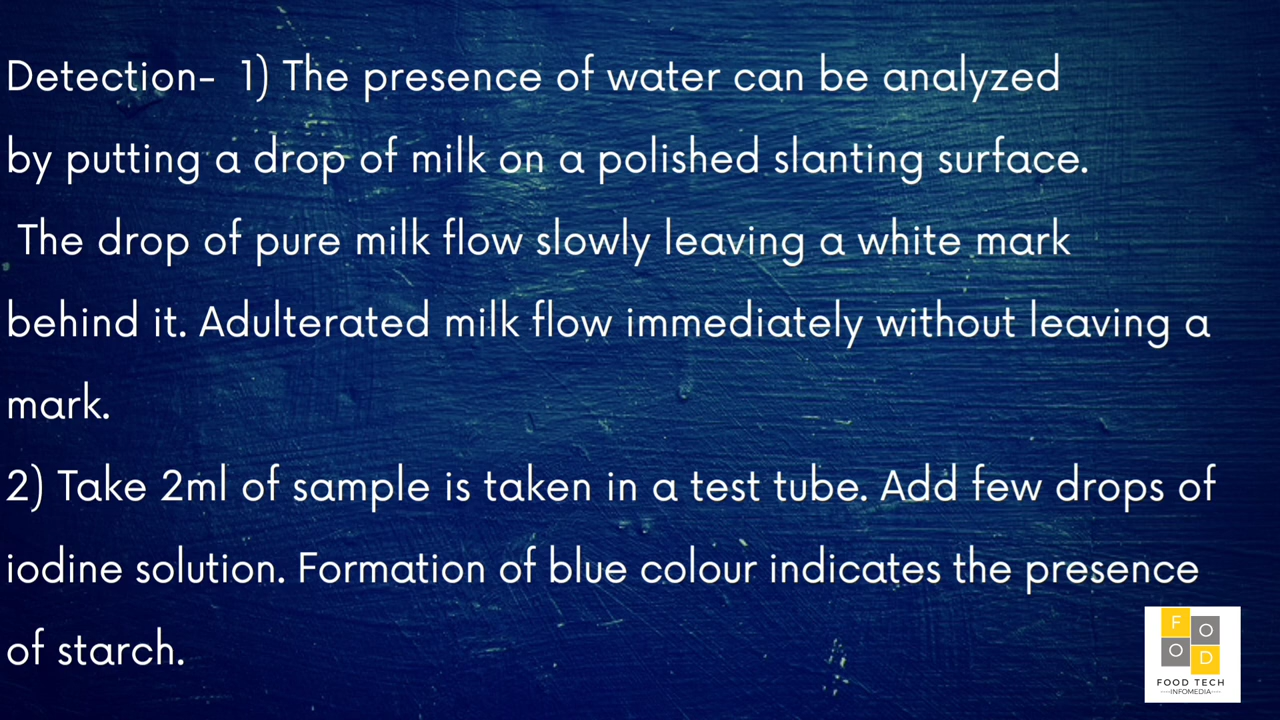 Detection-  1) The presence of water can be analyzed
by putting a drop of milk on a polished slanting surface.
The drop of pure milk flow slowly leaving a white mark
behind it. Adulterated milk flow immediately without leaving a
mark.
2) Take 2ml of sample is taken in a test tube. Add few drops of
iodine solution. Formation of blue colour indicates the presence
of starch.
F O
O D
FOOD TECH
----INFOMEDIA----